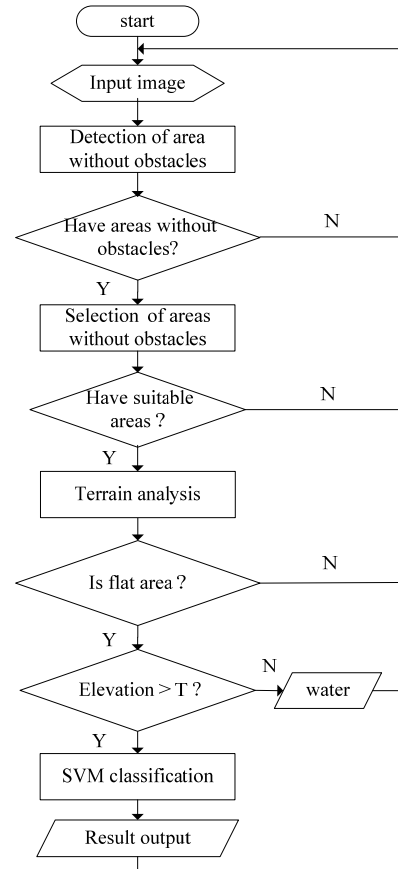 start
Input image
Detection of area
without obstacles
Have areas without
obstacles?
N
Y
Selection of areas
without obstacles
Have suitable
areas ?
N
Y
Terrain analysis
Is flat area ?
N
Y
Elevation > T ?
N
water
Y
SVM classification
Result output